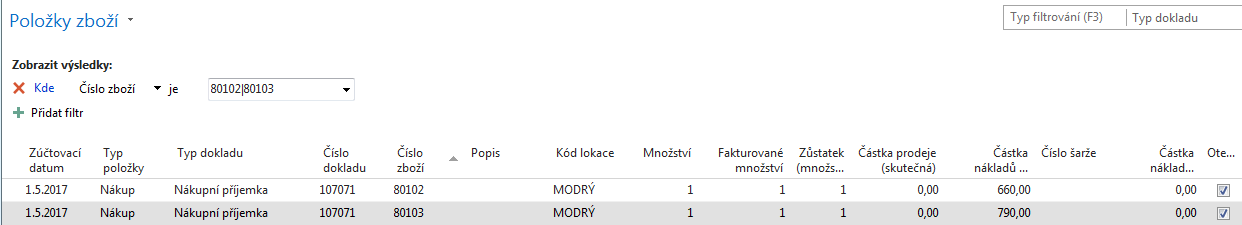 Položky zboží
Typ filtrování (F3) Typ dokladu
Zobrazit výsledky:
Kde Číslo zboží je 80102|80103
Přidat filtr
Zúčtovací datum Typ položky Typ dokladu Číslo dokladu Číslo zboží Popis Kód lokace Množství Fakturované množství Zůstatek (množs... Částka prodeje (skutečná) Částka nákladů ... Číslo šarže Částka náklad... Ote...
1.5.2017 Nákup Nákupní příjemka 107071 80102 MODRÝ 1 1 1 0,00 660,00 0,00
1.5.2017 Nákup Nákupní příjemka 107071 80103 MODRÝ 1 1 1 0,00 790,00 0,00